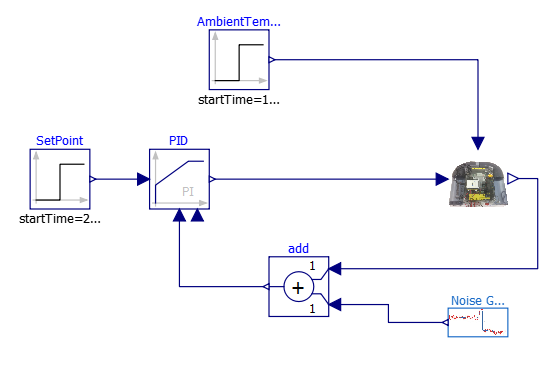 AmbientTem...
startTime=1...
SetPoint
PID
PI
startTime=2...
add
1
+
1
Noise G...